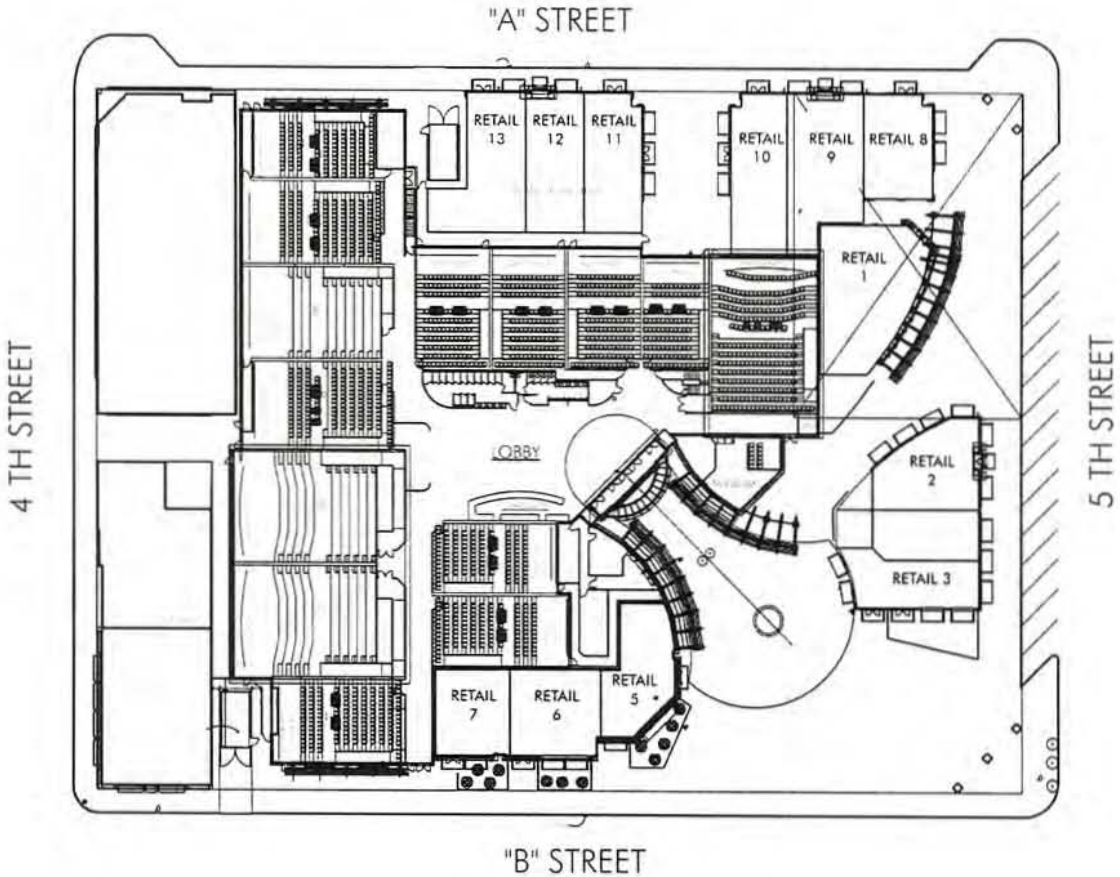 "A" STREET
RETAIL
13
RETAIL
12
RETAIL
11
RETAIL
10
RETAIL
9
RETAIL 8
RETAIL
1
4 TH STREET
LOBBY
RETAIL
2
5 TH STREET
RETAIL 3
RETAIL
7
RETAIL
6
RETAIL
5
"B" STREET